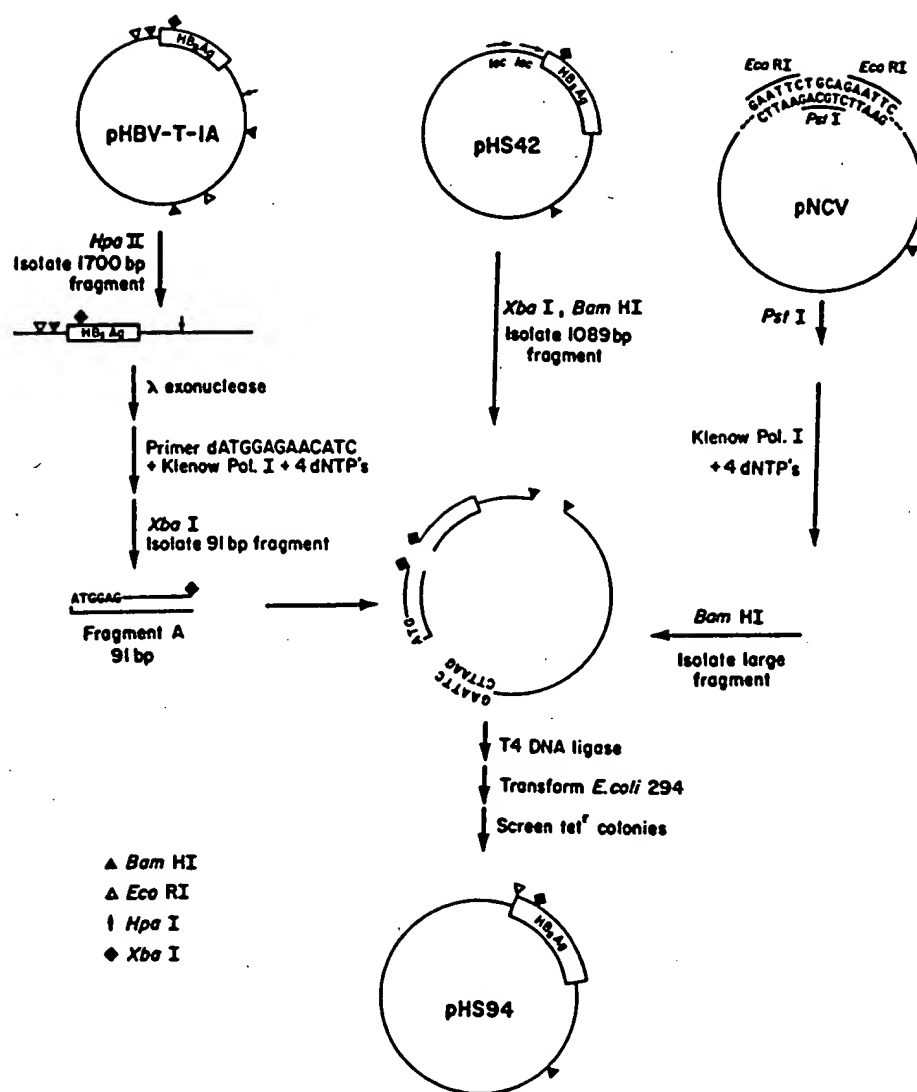 HBsAg
pHBV-T-1A
Hpa II
Isolate 1700 bp
fragment
HBsAg
λ exonuclease
Primer dATGGAGAACATC
+ Klenow Pol. I + 4 dNTP's
Xba I
Isolate 91 bp fragment
ATGGAG
Fragment A
91 bp
lac lac
HBsAg
pHS42
Xba I, Bam HI
Isolate 1089 bp
fragment
Eco RI Eco RI
GAATTCTGCAGAATTC
CTTAAGACGTCTTAAG
Pst I
pNCV
Pst I
Klenow Pol. I
+ 4 dNTP's
Bam HI
Isolate large
fragment
ATG
GAATTC
CTTAAG
T4 DNA ligase
Transform E.coli 294
Screen tetr colonies
▲ Bam HI
△ Eco RI
Hpa I
◆ Xba I
HBsAg
pHS94